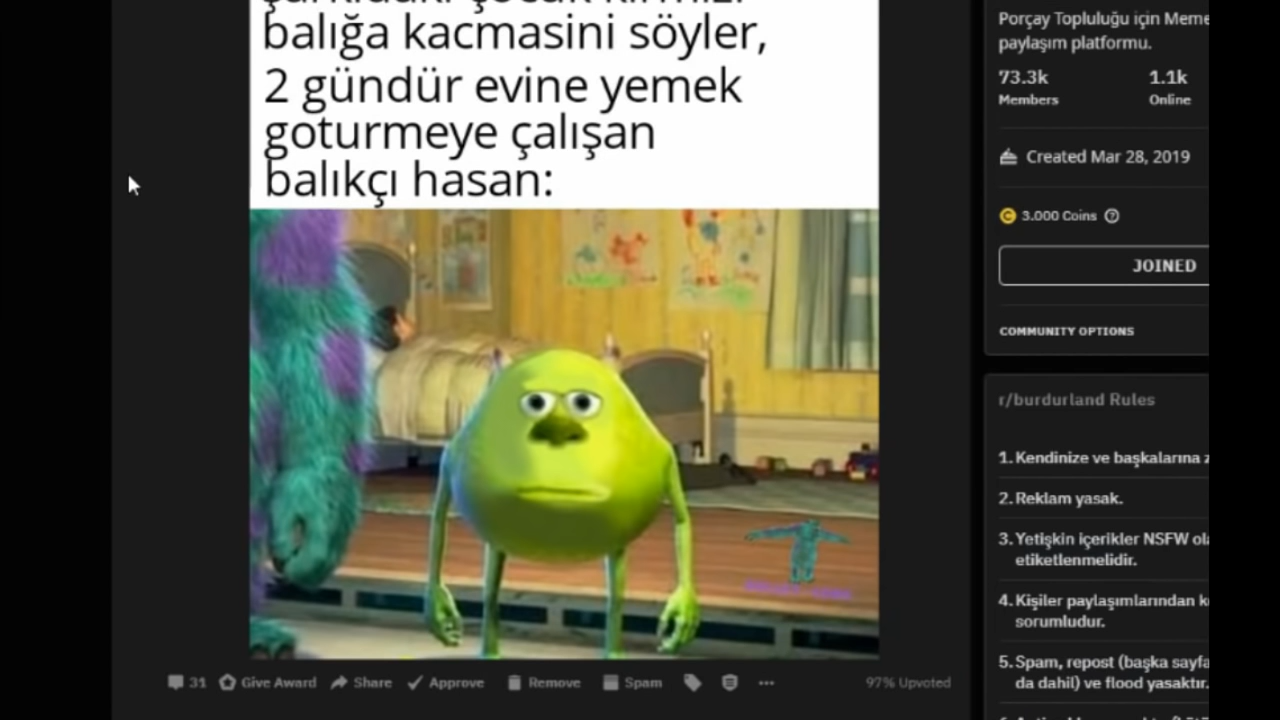 balığa kacmasini söyler,
2 gündür evine yemek
goturmeye çalışan
balıkçı hasan:
31 Give Award Share Approve Remove Spam 97% Upvoted
Porçay Topluluğu için Meme
paylaşım platformu.
73.3k 1.1k
Members Online
Created Mar 28, 2019
3.000 Coins
JOINED
COMMUNITY OPTIONS
r/burdurland Rules
1. Kendinize ve başkalarına
2. Reklam yasak.
3. Yetişkin içerikler NSFW
etiketlenmelidir.
4. Kişiler paylaşımlarından
sorumludur.
5. Spam, repost (başka
da dahil) ve flood yasaktır.